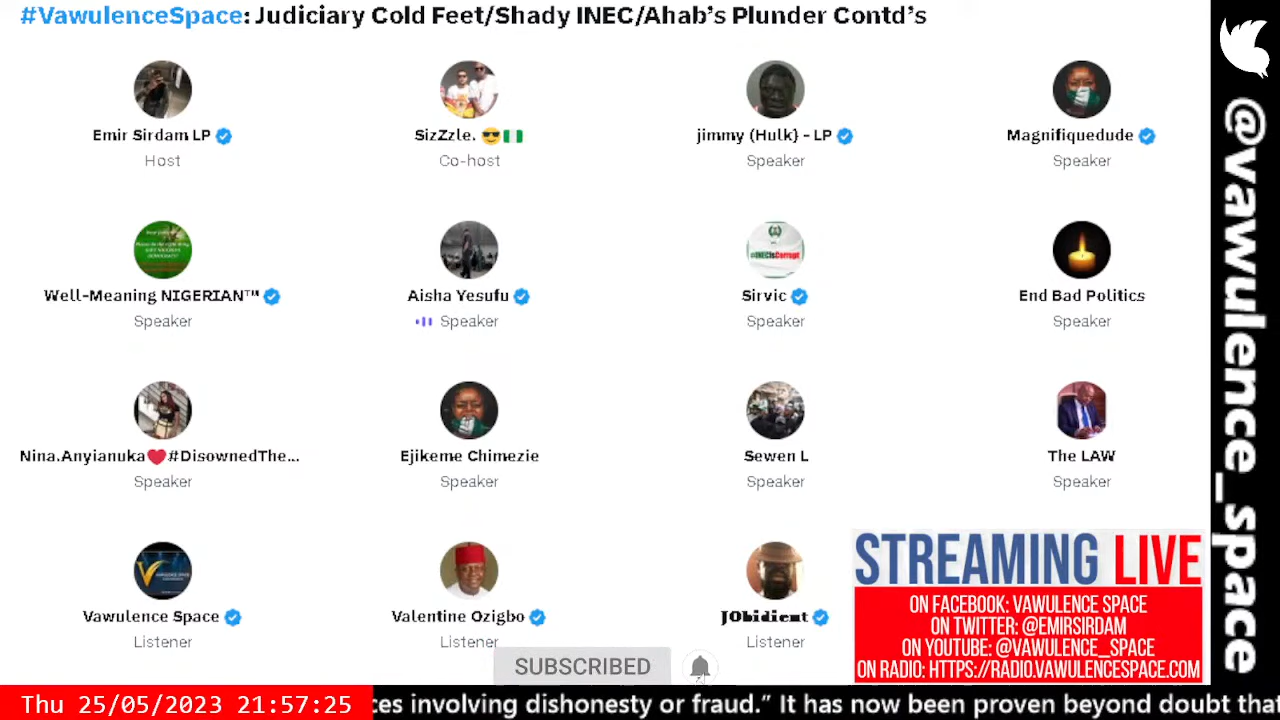 #VawulenceSpace: Judiciary Cold Feet/Shady INEC/Ahab's Plunder Contd's
Emir Sirdam LP
Host
SizZzle. 😎🇳🇬
Co-host
jimmy (Hulk} - LP
Speaker
Magnifiquedude
Speaker
Well-Meaning NIGERIAN™
Speaker
Aisha Yesufu
Speaker
#INECIsCorrupt
Sirvic
Speaker
End Bad Politics
Speaker
Nina.Anyianuka❤️#DisownedThe...
Speaker
Ejikeme Chimezie
Speaker
Sewen L
Speaker
The LAW
Speaker
Vawulence Space
Listener
Valentine Ozigbo
Listener
JObidient
Listener
STREAMING LIVE
ON FACEBOOK: VAWULENCE SPACE
ON TWITTER: @EMIRSIRDAM
ON YOUTUBE: @VAWULENCE_SPACE
ON RADIO: HTTPS://RADIO.VAWULENCESPACE.COM
SUBSCRIBED
@vawulence_space
Thu 25/05/2023 21:57:25
ces involving dishonesty or fraud.” It has now been proven beyond doubt tha